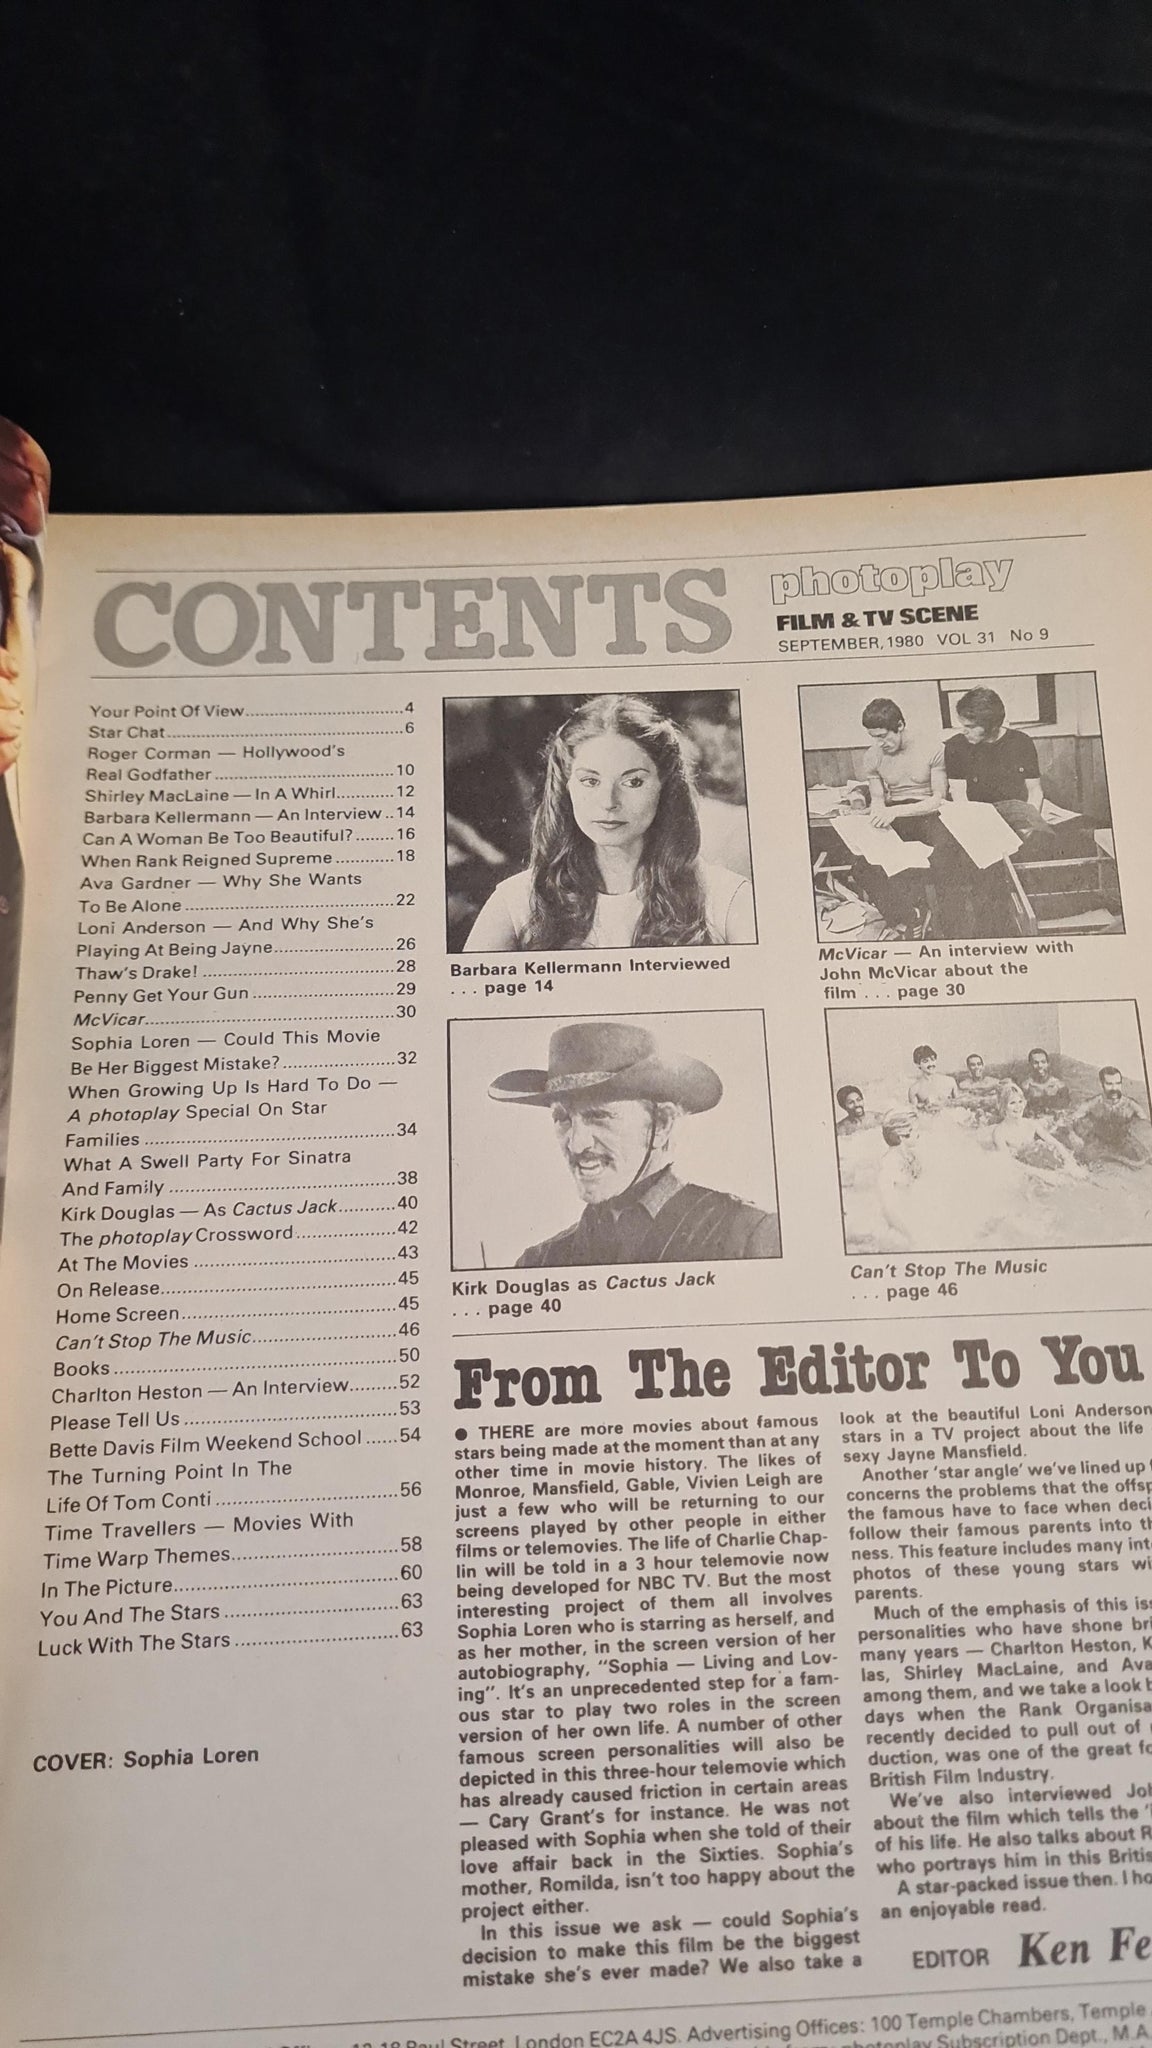 CONTENTS
photoplay
FILM & TV SCENE
SEPTEMBER, 1980 VOL 31 No 9
Your Point Of View..........4
Star Chat..........6
Roger Corman — Hollywood's
Real Godfather..........10
Shirley MacLaine — In A Whirl..........12
Barbara Kellermann — An Interview..14
Can A Woman Be Too Beautiful?........16
When Rank Reigned Supreme..........18
Ava Gardner — Why She Wants
To Be Alone..........22
Loni Anderson — And Why She's
Playing At Being Jayne..........26
Thaw's Drake!..........28
Penny Get Your Gun..........29
McVicar..........30
Sophia Loren — Could This Movie
Be Her Biggest Mistake?..........32
When Growing Up Is Hard To Do —
A photoplay Special On Star
Families..........34
What A Swell Party For Sinatra
And Family..........38
Kirk Douglas — As Cactus Jack..........40
The photoplay Crossword..........42
At The Movies..........43
On Release..........45
Home Screen..........45
Can't Stop The Music..........46
Books..........50
Charlton Heston — An Interview.........52
Please Tell Us..........53
Bette Davis Film Weekend School......54
The Turning Point In The
Life Of Tom Conti..........56
Time Travellers — Movies With
Time Warp Themes..........58
In The Picture..........60
You And The Stars..........63
Luck With The Stars..........63
COVER: Sophia Loren
Barbara Kellermann Interviewed
. . . page 14
McVicar — An interview with
John McVicar about the
film . . . page 30
Kirk Douglas as Cactus Jack
. . . page 40
Can't Stop The Music
. . . page 46
From The Editor To You
● THERE are more movies about famous
stars being made at the moment than at any
other time in movie history. The likes of
Monroe, Mansfield, Gable, Vivien Leigh are
just a few who will be returning to our
screens played by other people in either
films or telemovies. The life of Charlie Chap-
lin will be told in a 3 hour telemovie now
being developed for NBC TV. But the most
interesting project of them all involves
Sophia Loren who is starring as herself, and
as her mother, in the screen version of her
autobiography, "Sophia — Living and Lov-
ing". It's an unprecedented step for a fam-
ous star to play two roles in the screen
version of her own life. A number of other
famous screen personalities will also be
depicted in this three-hour telemovie which
has already caused friction in certain areas
— Cary Grant's for instance. He was not
pleased with Sophia when she told of their
love affair back in the Sixties. Sophia's
mother, Romilda, isn't too happy about the
project either.
In this issue we ask — could Sophia's
decision to make this film be the biggest
mistake she's ever made? We also take a
look at the beautiful Loni Anderson
stars in a TV project about the life
sexy Jayne Mansfield.
Another 'star angle' we've lined up
concerns the problems that the offsp
the famous have to face when deci
follow their famous parents into th
ness. This feature includes many int
photos of these young stars wi
parents.
Much of the emphasis of this iss
personalities who have shone bri
many years — Charlton Heston, K
las, Shirley MacLaine, and Ava
among them, and we take a look b
days when the Rank Organisa
recently decided to pull out of
duction, was one of the great fo
British Film Industry.
We've also interviewed Joh
about the film which tells the
of his life. He also talks about R
who portrays him in this Britis
A star-packed issue then. I ho
an enjoyable read.
EDITOR Ken Fe
Paul Street, London EC2A 4JS. Advertising Offices: 100 Temple Chambers, Temple
photoplay Subscription Dept., M.A.